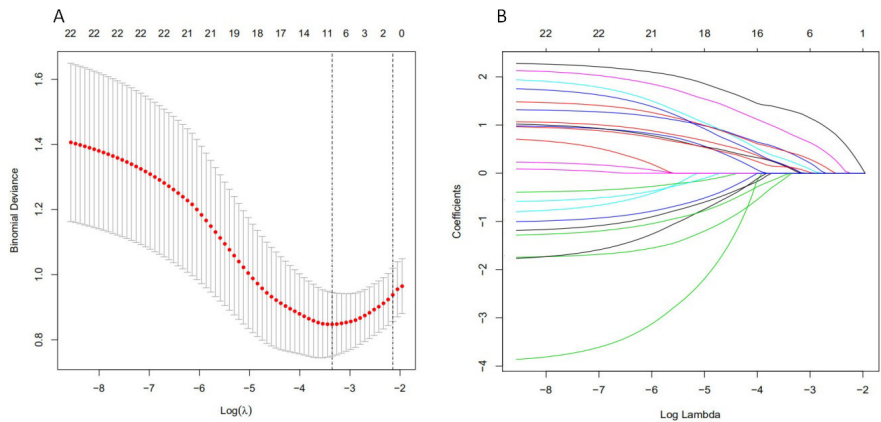 A
22 22 22 22 22 21 21 19 18 17 14 11 6 3 2 0
Binomial Deviance
1.6
1.4
1.2
1.0
0.8
−8 −7 −6 −5 −4 −3 −2
Log(λ)
B
22 22 21 18 16 6 1
Coefficients
2
1
0
−1
−2
−3
−4
−8 −7 −6 −5 −4 −3 −2
Log Lambda